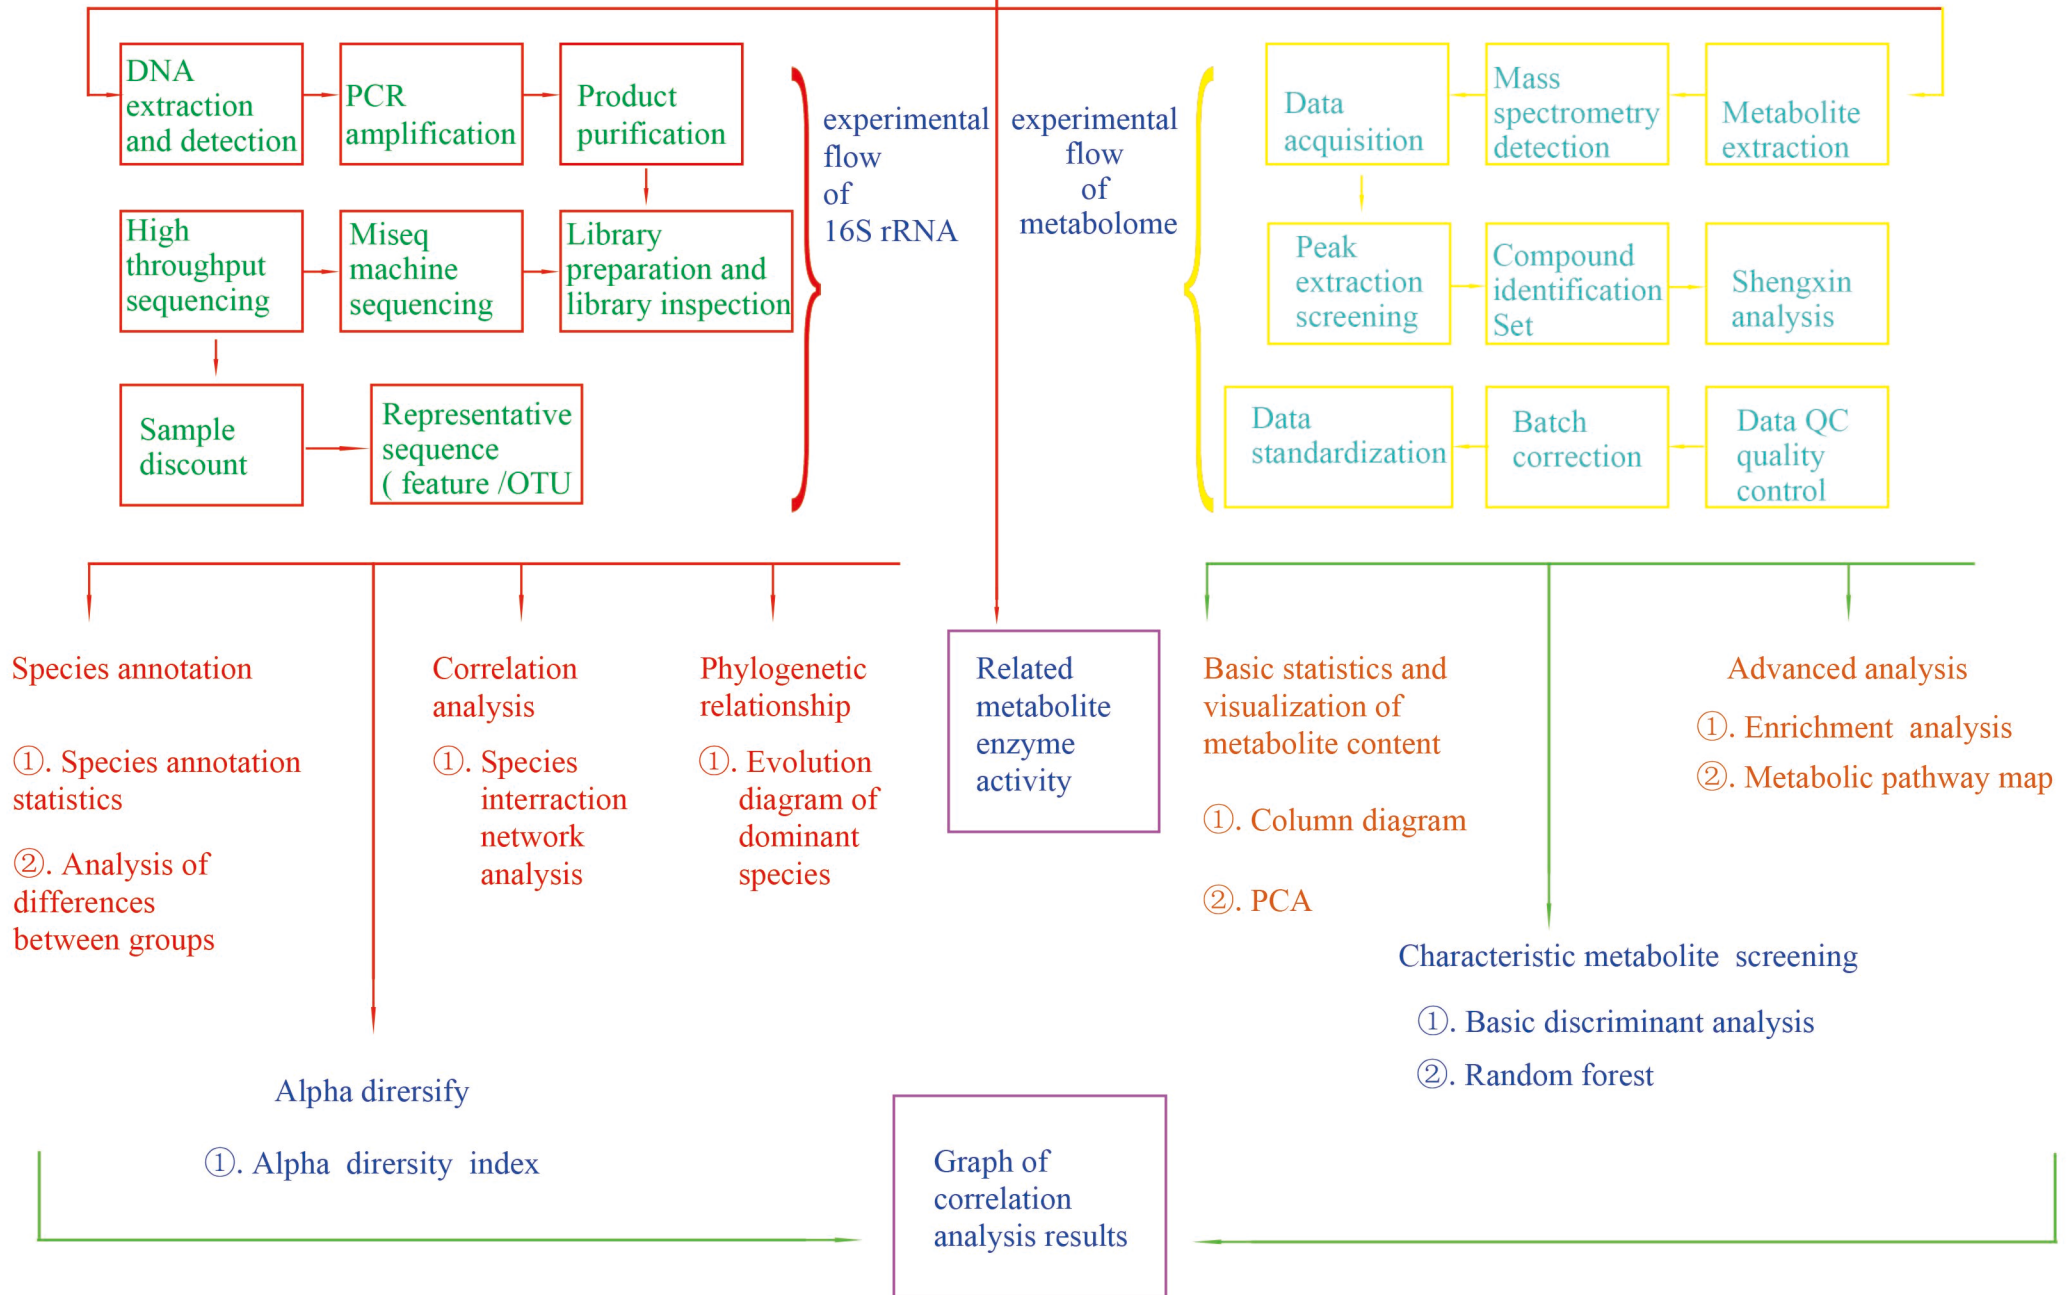 DNA
extraction
and detection
PCR
amplification
Product
purification
High
throughput
sequencing
Miseq
machine
sequencing
Library
preparation and
library inspection
Sample
discount
Representative
sequence
( feature /OTU
experimental
flow
of
16S rRNA
experimental
flow
of
metabolome
Data
acquisition
Mass
spectrometry
detection
Metabolite
extraction
Peak
extraction
screening
Compound
identification
Set
Shengxin
analysis
Data
standardization
Batch
correction
Data QC
quality
control
Species annotation
①. Species annotation
statistics
②. Analysis of
differences
between groups
Correlation
analysis
①. Species
interraction
network
analysis
Phylogenetic
relationship
①. Evolution
diagram of
dominant
species
Alpha dirersify
①. Alpha dirersity index
Related
metabolite
enzyme
activity
Basic statistics and
visualization of
metabolite content
①. Column diagram
②. PCA
Advanced analysis
①. Enrichment analysis
②. Metabolic pathway map
Characteristic metabolite screening
①. Basic discriminant analysis
②. Random forest
Graph of
correlation
analysis results